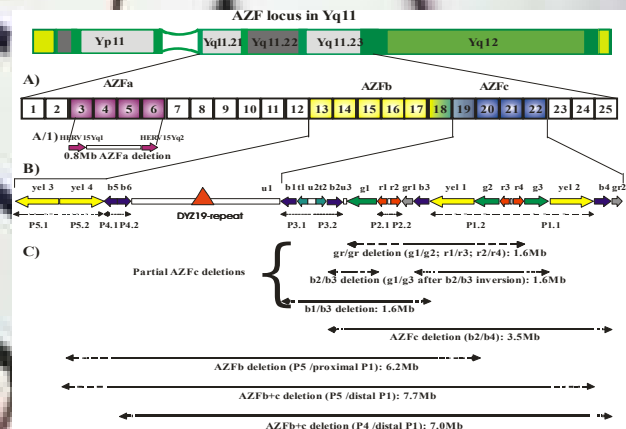 AZF locus in Yq11
Yp11 Yq11.21 Yq11.22 Yq11.23 Yq12
A) AZFa AZFb AZFc
1 2 3 4 5 6 7 8 9 10 11 12 13 14 15 16 17 18 19 20 21 22 23 24 25
A/1) HERV15Yq1 HERV15Yq2
0.8Mb AZFa deletion
B) yel 3 yel 4 b5 b6 u1 b1 t1 u2 t2 b2 u3 g1 r1 r2 gr1 b3 yel 1 g2 r3 r4 g3 yel 2 b4 gr2
DYZ19-repeat
P5.1 P5.2 P4.1 P4.2 P3.1 P3.2 P2.1 P2.2 P1.2 P1.1
C)
gr/gr deletion (g1/g2; r1/r3; r2/r4): 1.6Mb
Partial AZFc deletions
b2/b3 deletion (g1/g3 after b2/b3 inversion): 1.6Mb
b1/b3 deletion: 1.6Mb
AZFc deletion (b2/b4): 3.5Mb
AZFb deletion (P5 /proximal P1): 6.2Mb
AZFb+c deletion (P5 /distal P1): 7.7Mb
AZFb+c deletion (P4 /distal P1): 7.0Mb